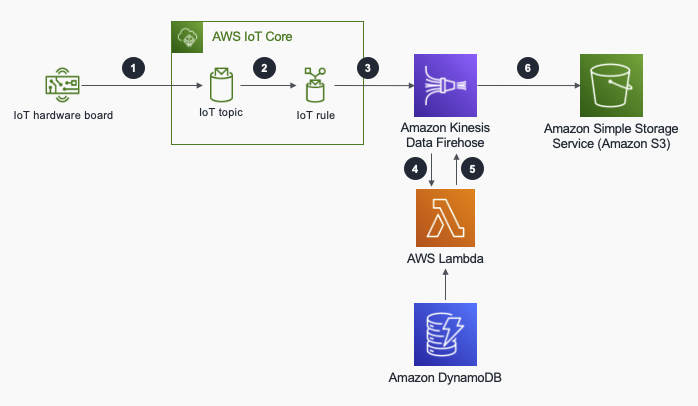 AWS IoT Core
1
2
3
6
IoT hardware board
IoT topic
IoT rule
Amazon Kinesis
Data Firehose
Amazon Simple Storage
Service (Amazon S3)
4
5
AWS Lambda
Amazon DynamoDB